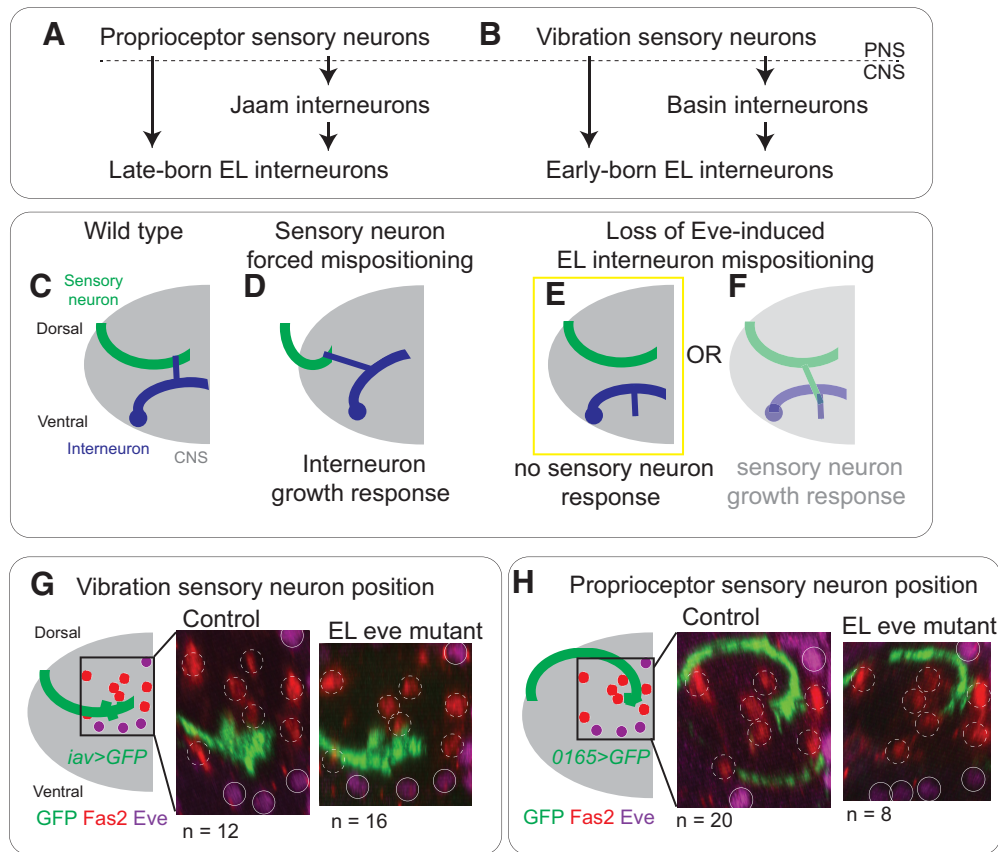 A Proprioceptor sensory neurons
B Vibration sensory neurons
PNS
CNS
Jaam interneurons
Basin interneurons
Late-born EL interneurons
Early-born EL interneurons
Wild type
Sensory neuron
forced mispositioning
Loss of Eve-induced
EL interneuron mispositioning
C
Sensory
neuron
Dorsal
Ventral
Interneuron
CNS
D
Interneuron
growth response
E
OR
F
no sensory neuron
response
sensory neuron
growth response
G Vibration sensory neuron position
Control
EL eve mutant
Dorsal
iav>GFP
Ventral
GFP Fas2 Eve
n = 12
n = 16
H Proprioceptor sensory neuron position
Control
EL eve mutant
0165>GFP
GFP Fas2 Eve
n = 20
n = 8